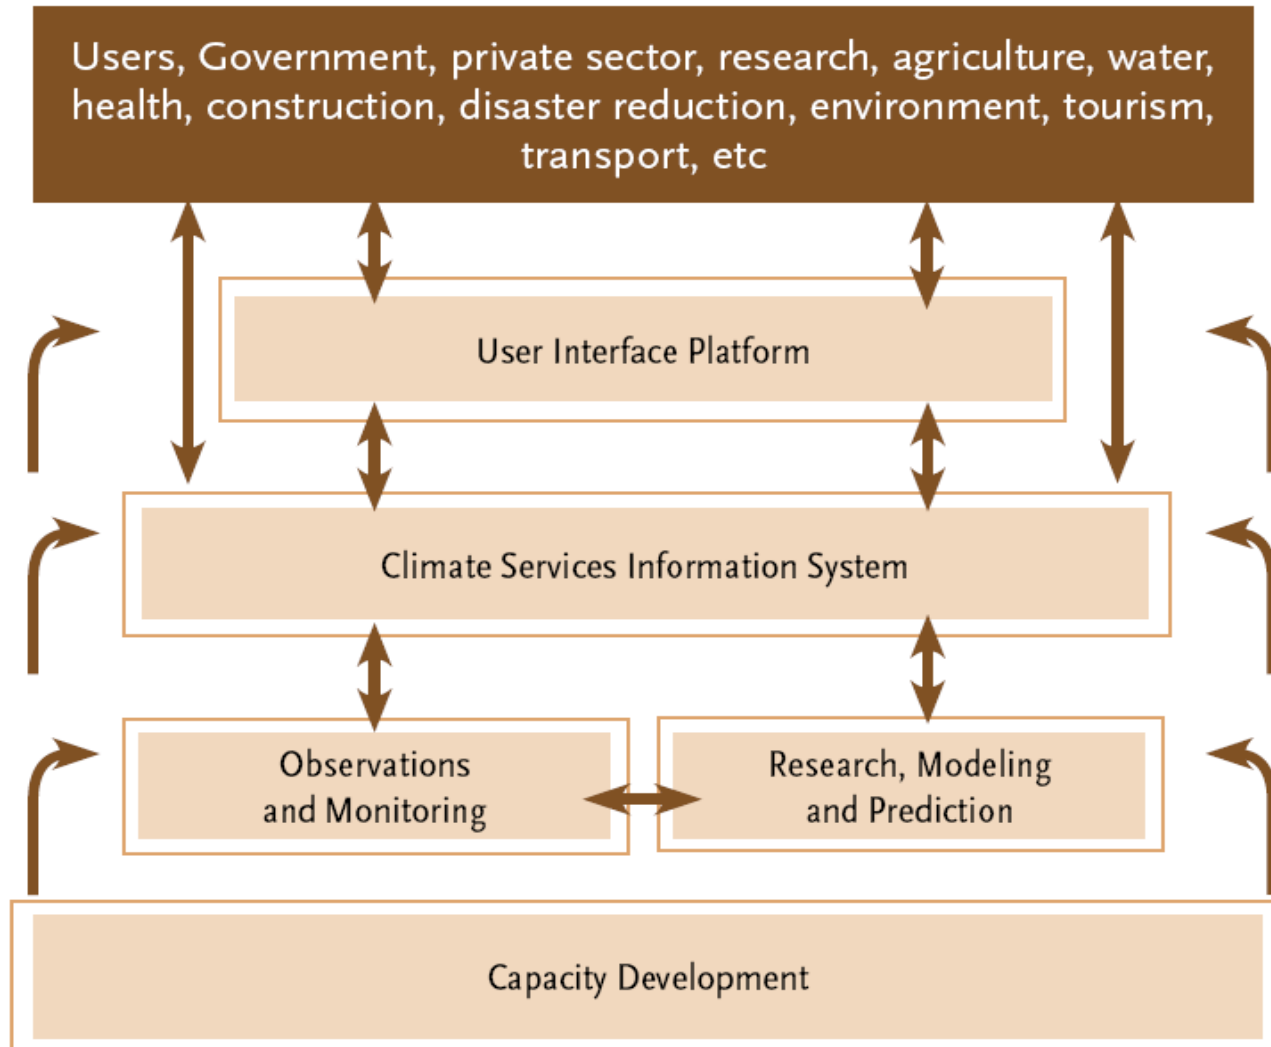 Users, Government, private sector, research, agriculture, water,
health, construction, disaster reduction, environment, tourism,
transport, etc
User Interface Platform
Climate Services Information System
Observations
and Monitoring
Research, Modeling
and Prediction
Capacity Development